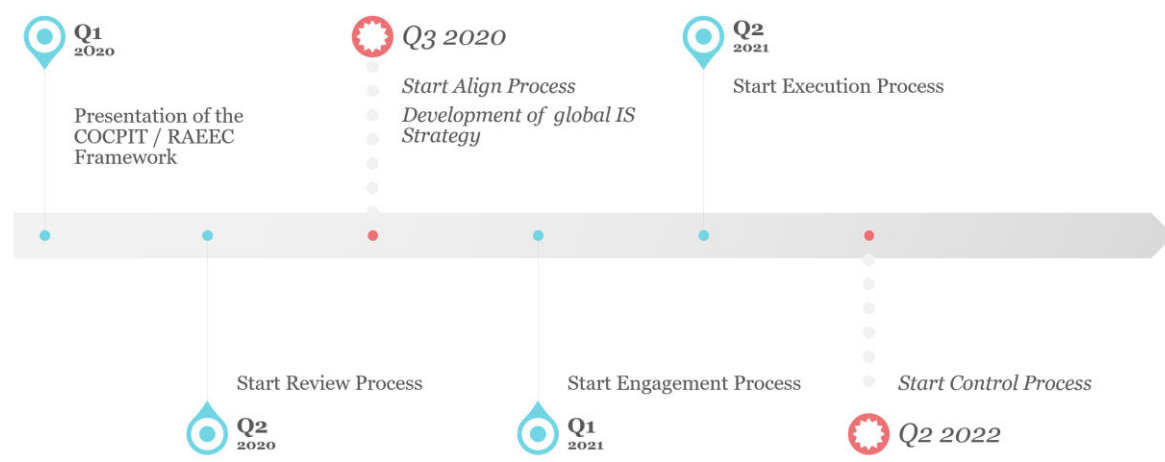 Q1
2020
Presentation of the
COCPIT / RAEEC
Framework
Start Review Process
Q2
2020
Q3 2020
Start Align Process
Development of global IS
Strategy
Start Engagement Process
Q1
2021
Q2
2021
Start Execution Process
Start Control Process
Q2 2022